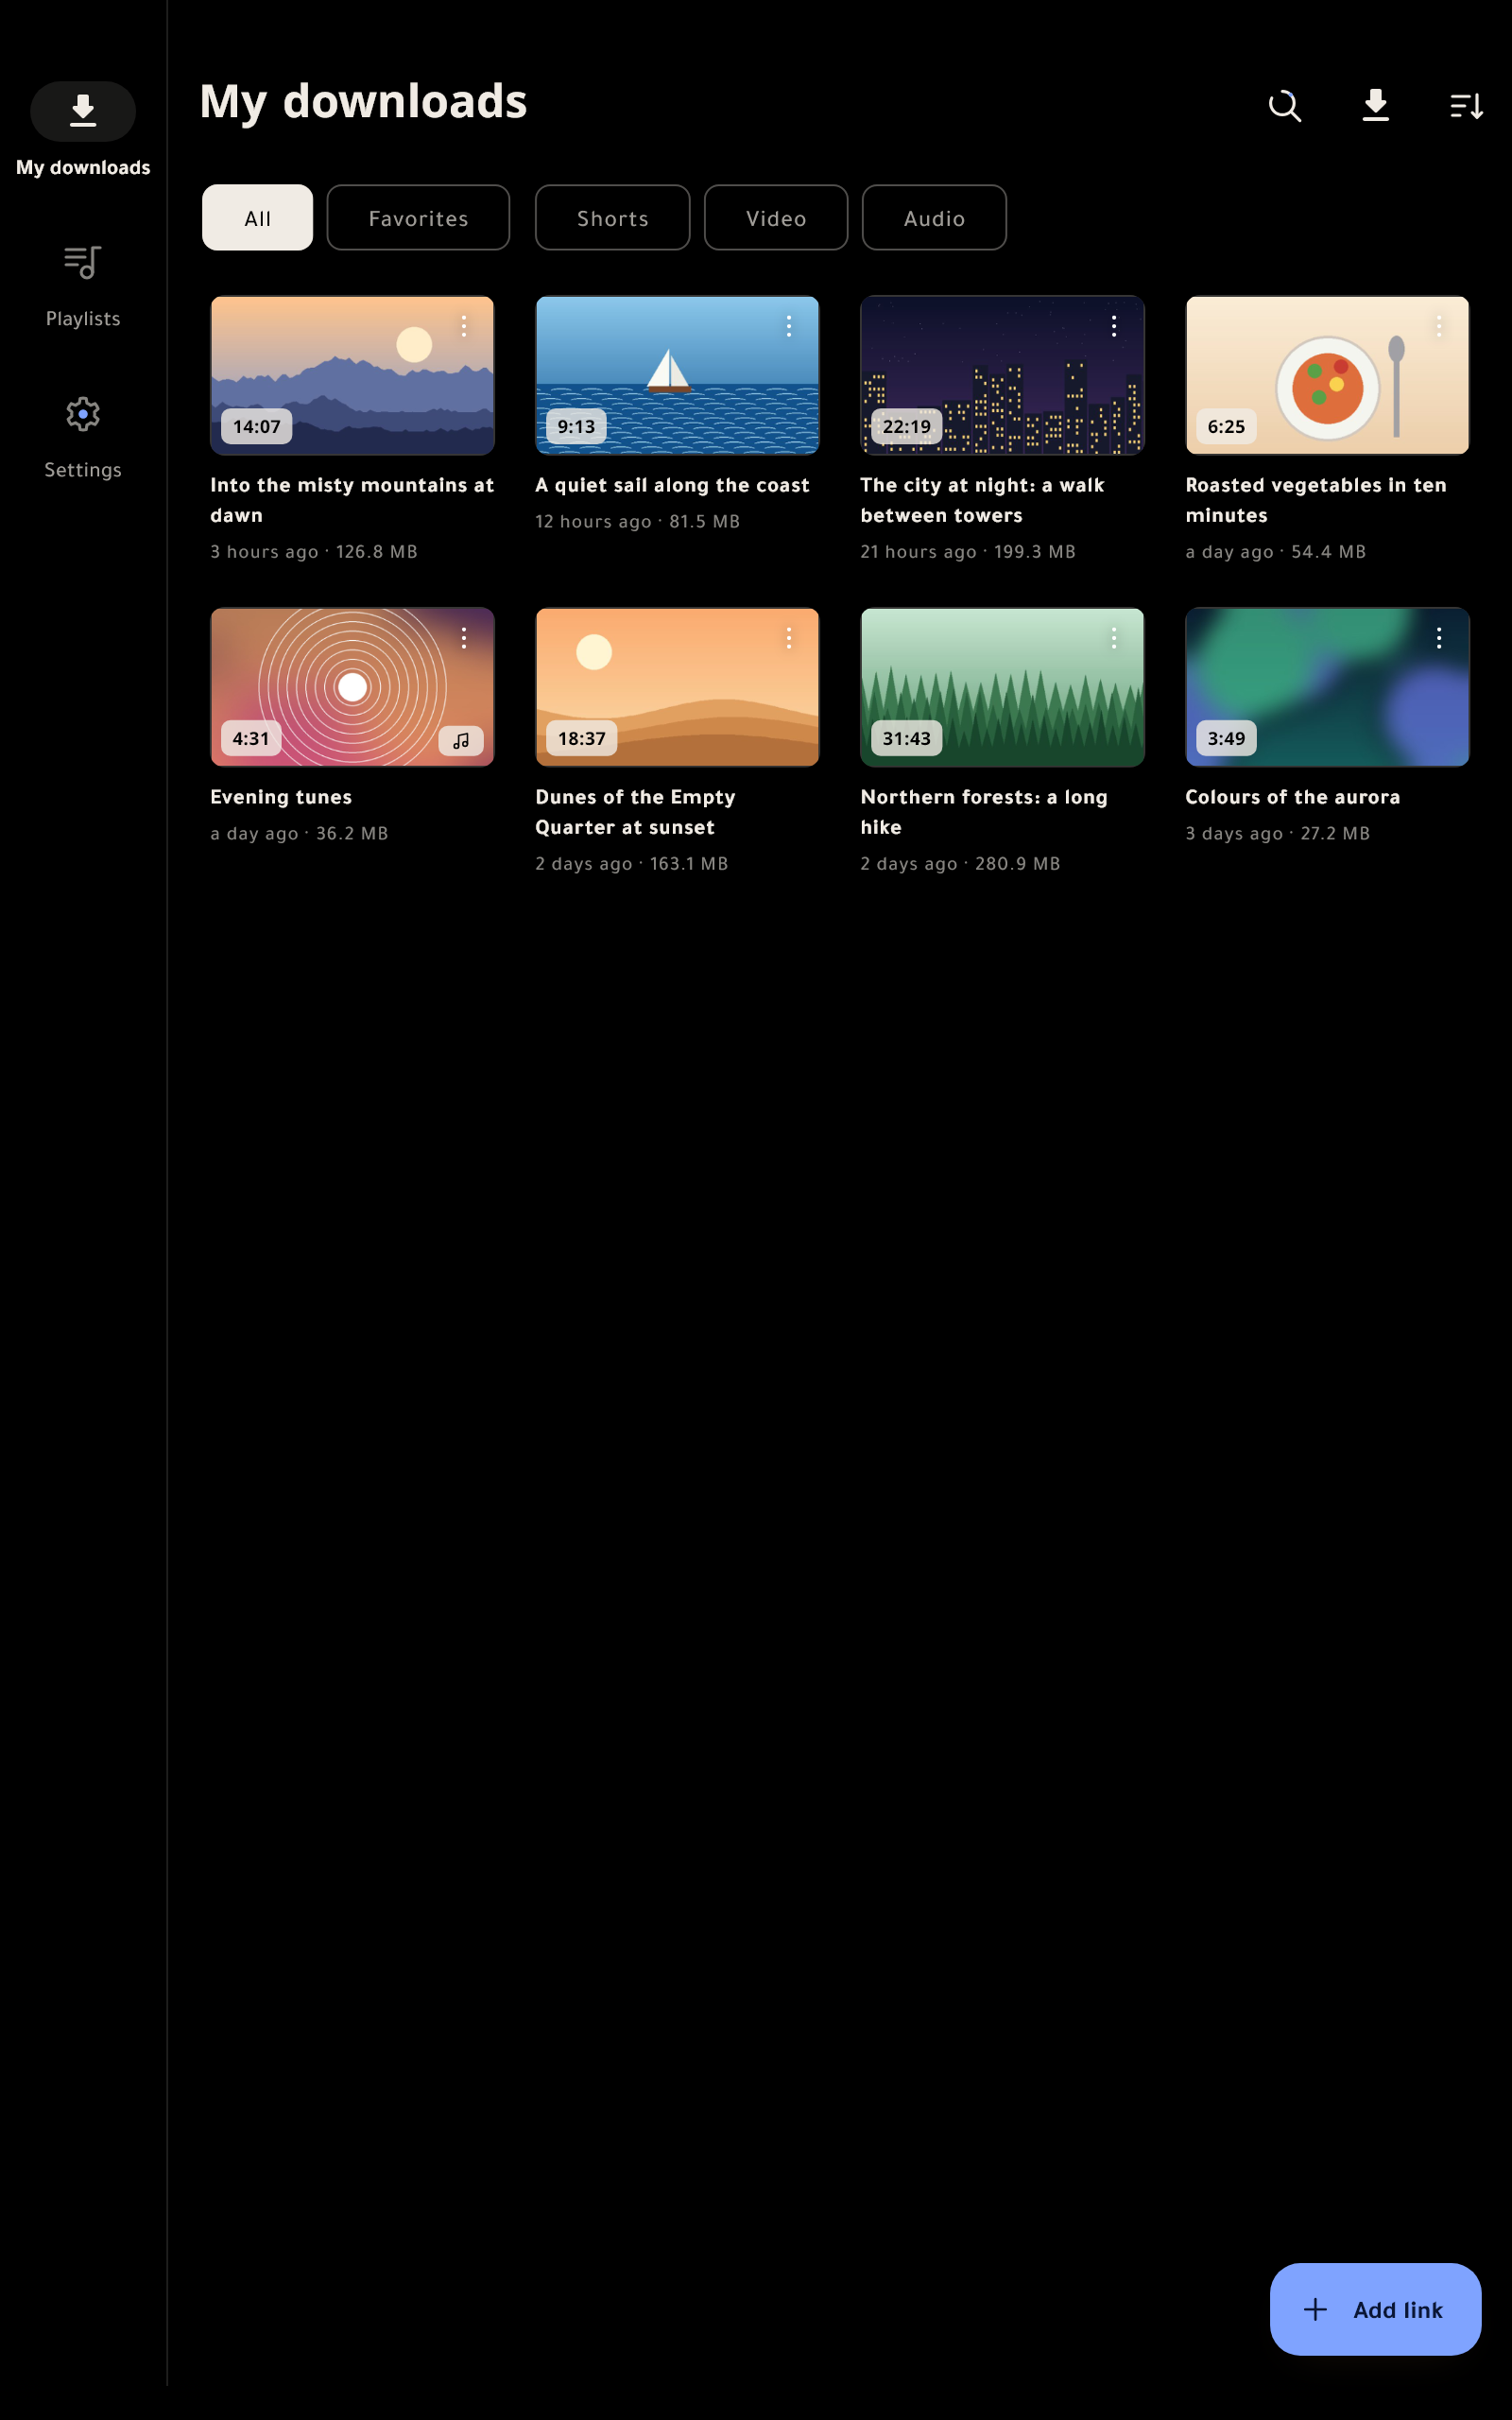 My downloads
Playlists
Settings
My downloads
All
Favorites
Shorts
Video
Audio
14:07
Into the misty mountains at
dawn
3 hours ago · 126.8 MB
9:13
A quiet sail along the coast
12 hours ago · 81.5 MB
22:19
The city at night: a walk
between towers
21 hours ago · 199.3 MB
6:25
Roasted vegetables in ten
minutes
a day ago · 54.4 MB
4:31
Evening tunes
a day ago · 36.2 MB
18:37
Dunes of the Empty
Quarter at sunset
2 days ago · 163.1 MB
31:43
Northern forests: a long
hike
2 days ago · 280.9 MB
3:49
Colours of the aurora
3 days ago · 27.2 MB
Add link